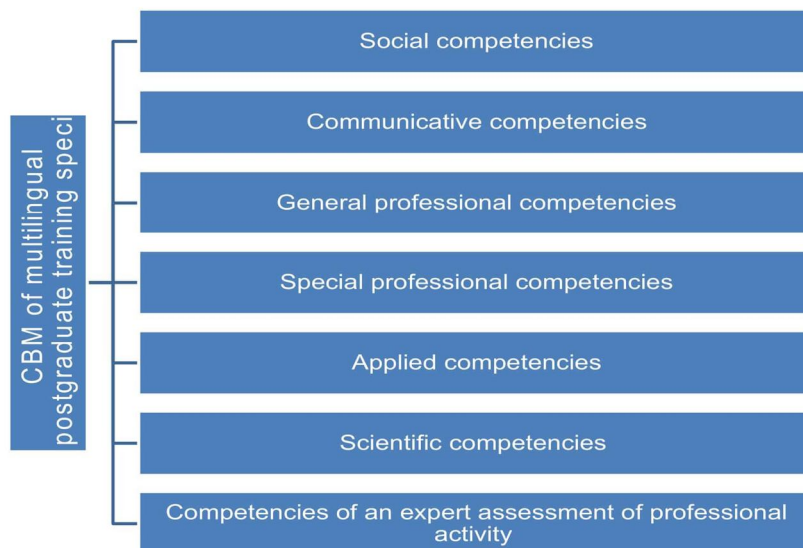 CBM of multilingual
postgraduate training speci
Social competencies
Communicative competencies
General professional competencies
Special professional competencies
Applied competencies
Scientific competencies
Competencies of an expert assessment of professional
activity